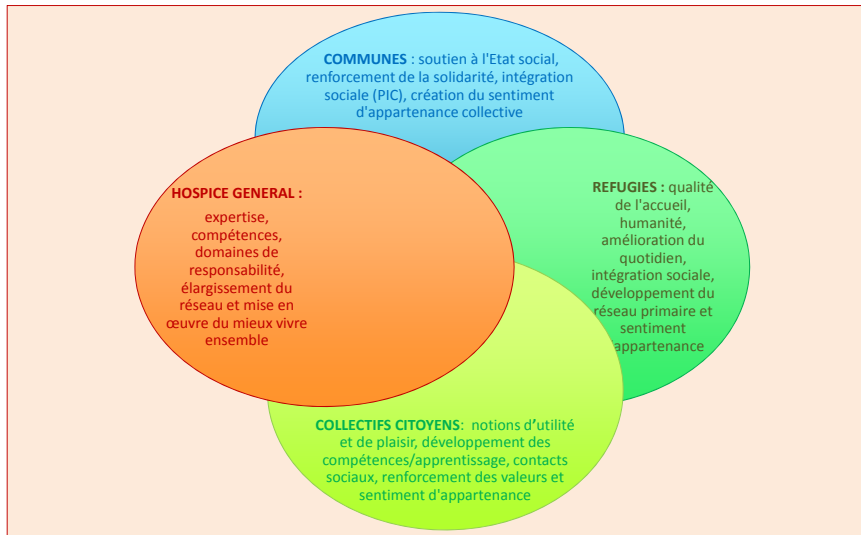 COMMUNES : soutien à l'Etat social,
renforcement de la solidarité, intégration
sociale (PIC), création du sentiment
d'appartenance collective
HOSPICE GENERAL :
expertise,
compétences,
domaines de
responsabilité,
élargissement du
réseau et mise en
œuvre du mieux vivre
ensemble
REFUGIES : qualité
de l'accueil,
humanité,
amélioration du
quotidien,
intégration sociale,
développement du
réseau primaire et
sentiment
appartenance
COLLECTIFS CITOYENS: notions d'utilité
et de plaisir, développement des
compétences/apprentissage, contacts
sociaux, renforcement des valeurs et
sentiment d'appartenance